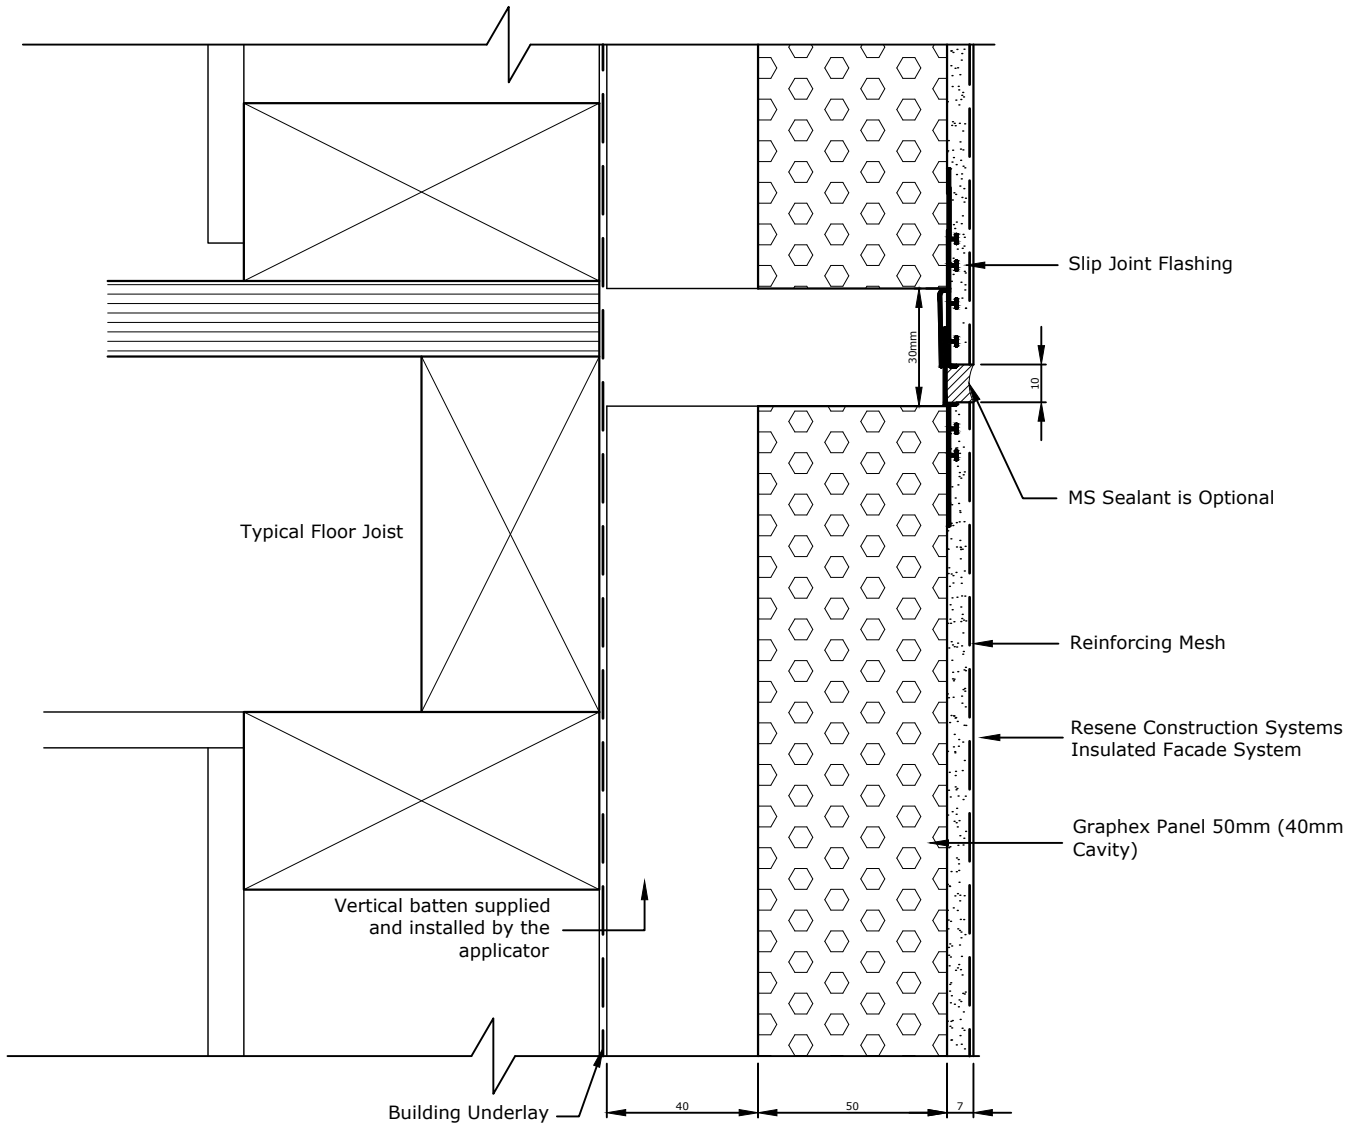 Slip Joint Flashing
30mm
10
MS Sealant is Optional
Typical Floor Joist
Reinforcing Mesh
Resene Construction Systems
Insulated Facade System
Graphex Panel 50mm (40mm
Cavity)
Vertical batten supplied
and installed by the
applicator
Building Underlay
40
50
7